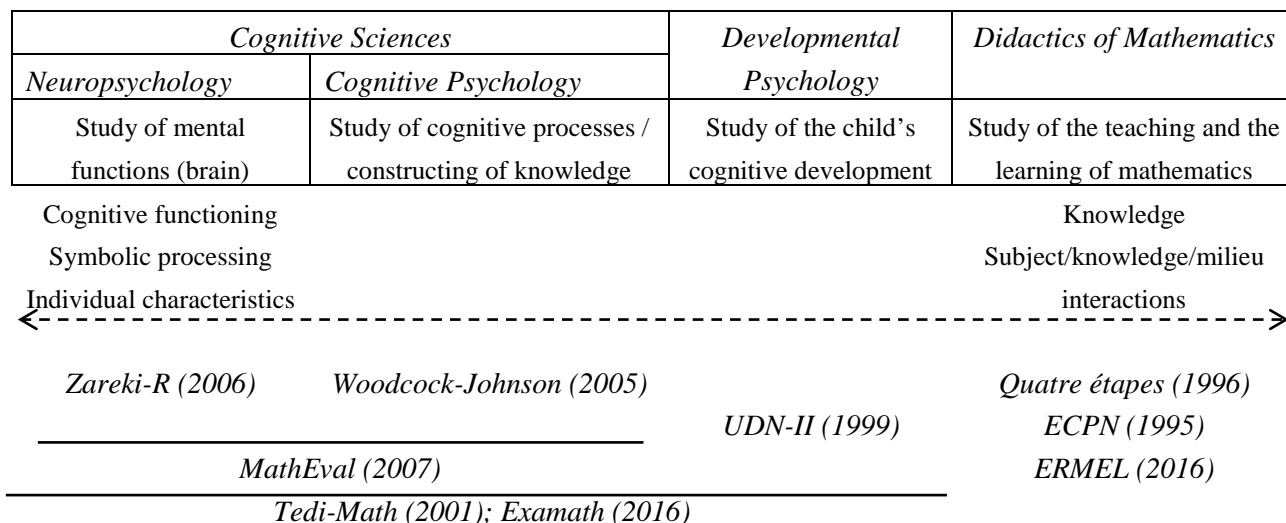 Cognitive Sciences
Developmental
Psychology
Didactics of Mathematics
Neuropsychology
Cognitive Psychology
Study of mental
functions (brain)
Study of cognitive processes /
constructing of knowledge
Study of the child’s
cognitive development
Study of the teaching and the
learning of mathematics
Cognitive functioning
Symbolic processing
Individual characteristics
Knowledge
Subject/knowledge/milieu
interactions
Zareki-R (2006)
Woodcock-Johnson (2005)
Quatre étapes (1996)
UDN-II (1999)
ECPN (1995)
MathEval (2007)
ERMEL (2016)
Tedi-Math (2001); Examath (2016)